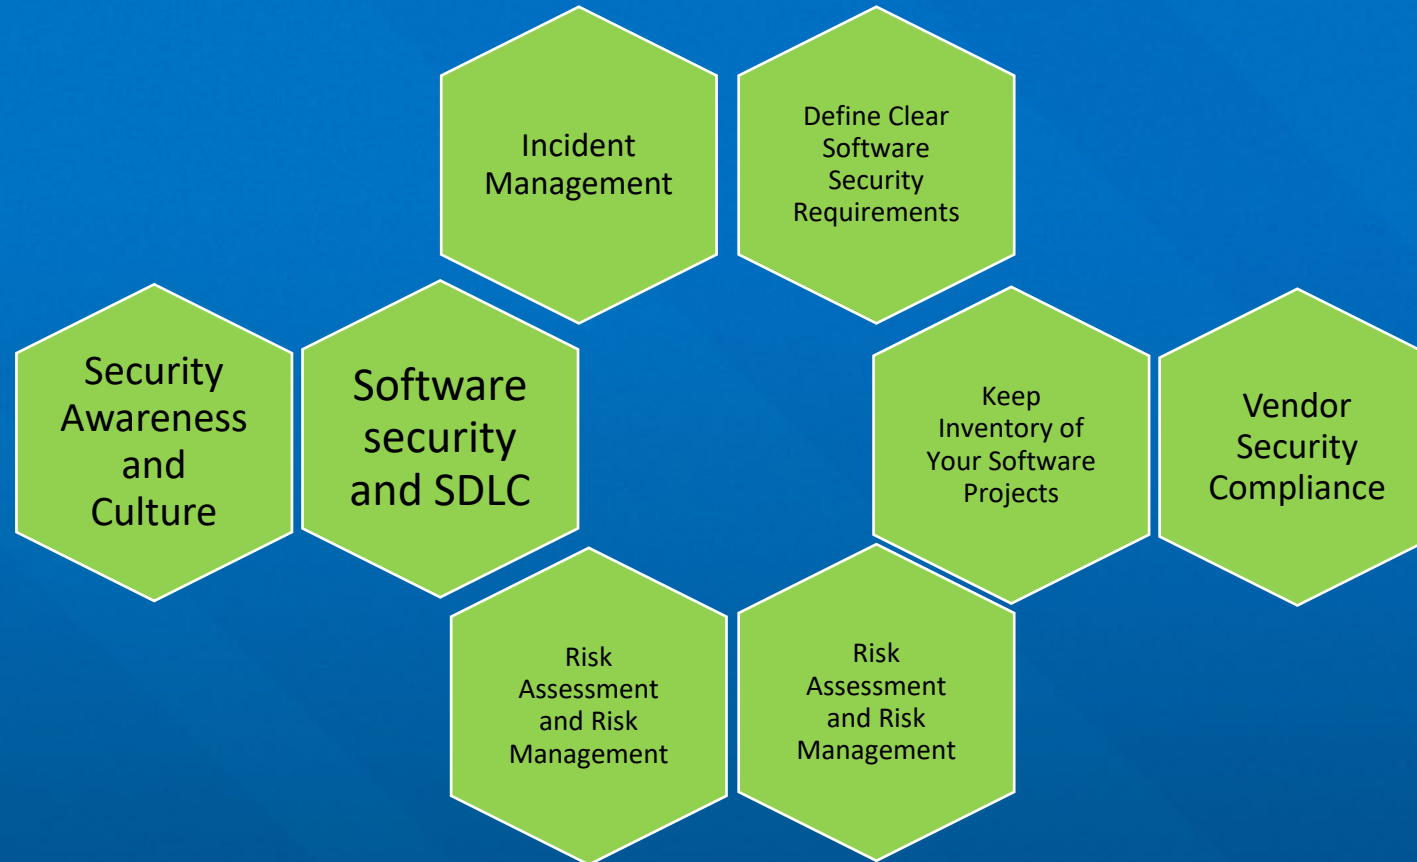 Incident
Management
Define Clear
Software
Security
Requirements
Security
Awareness
and
Culture
Software
security
and SDLC
Keep
Inventory of
Your Software
Projects
Vendor
Security
Compliance
Risk
Assessment
and Risk
Management
Risk
Assessment
and Risk
Management